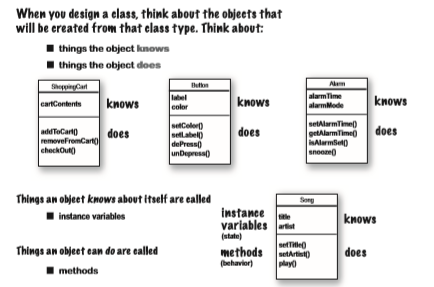 When you design a class, think about the objects that
will be created from that class type. Think about:
things the object knows
things the object does
ShoppingCart
cartContents
knows
addToCart()
removeFromCart()
checkOut()
does
Button
label
color
knows
setColor()
setLabel()
dePress()
unDepress()
does
Alarm
alarmTime
alarmMode
knows
setAlarmTime()
getAlarmTime()
isAlarmSet()
snooze()
does
Things an object knows about itself are called
instance variables
Things an object can do are called
methods
instance
variables
(state)
methods
(behavior)
Song
title
artist
knows
setTitle()
setArtist()
play()
does